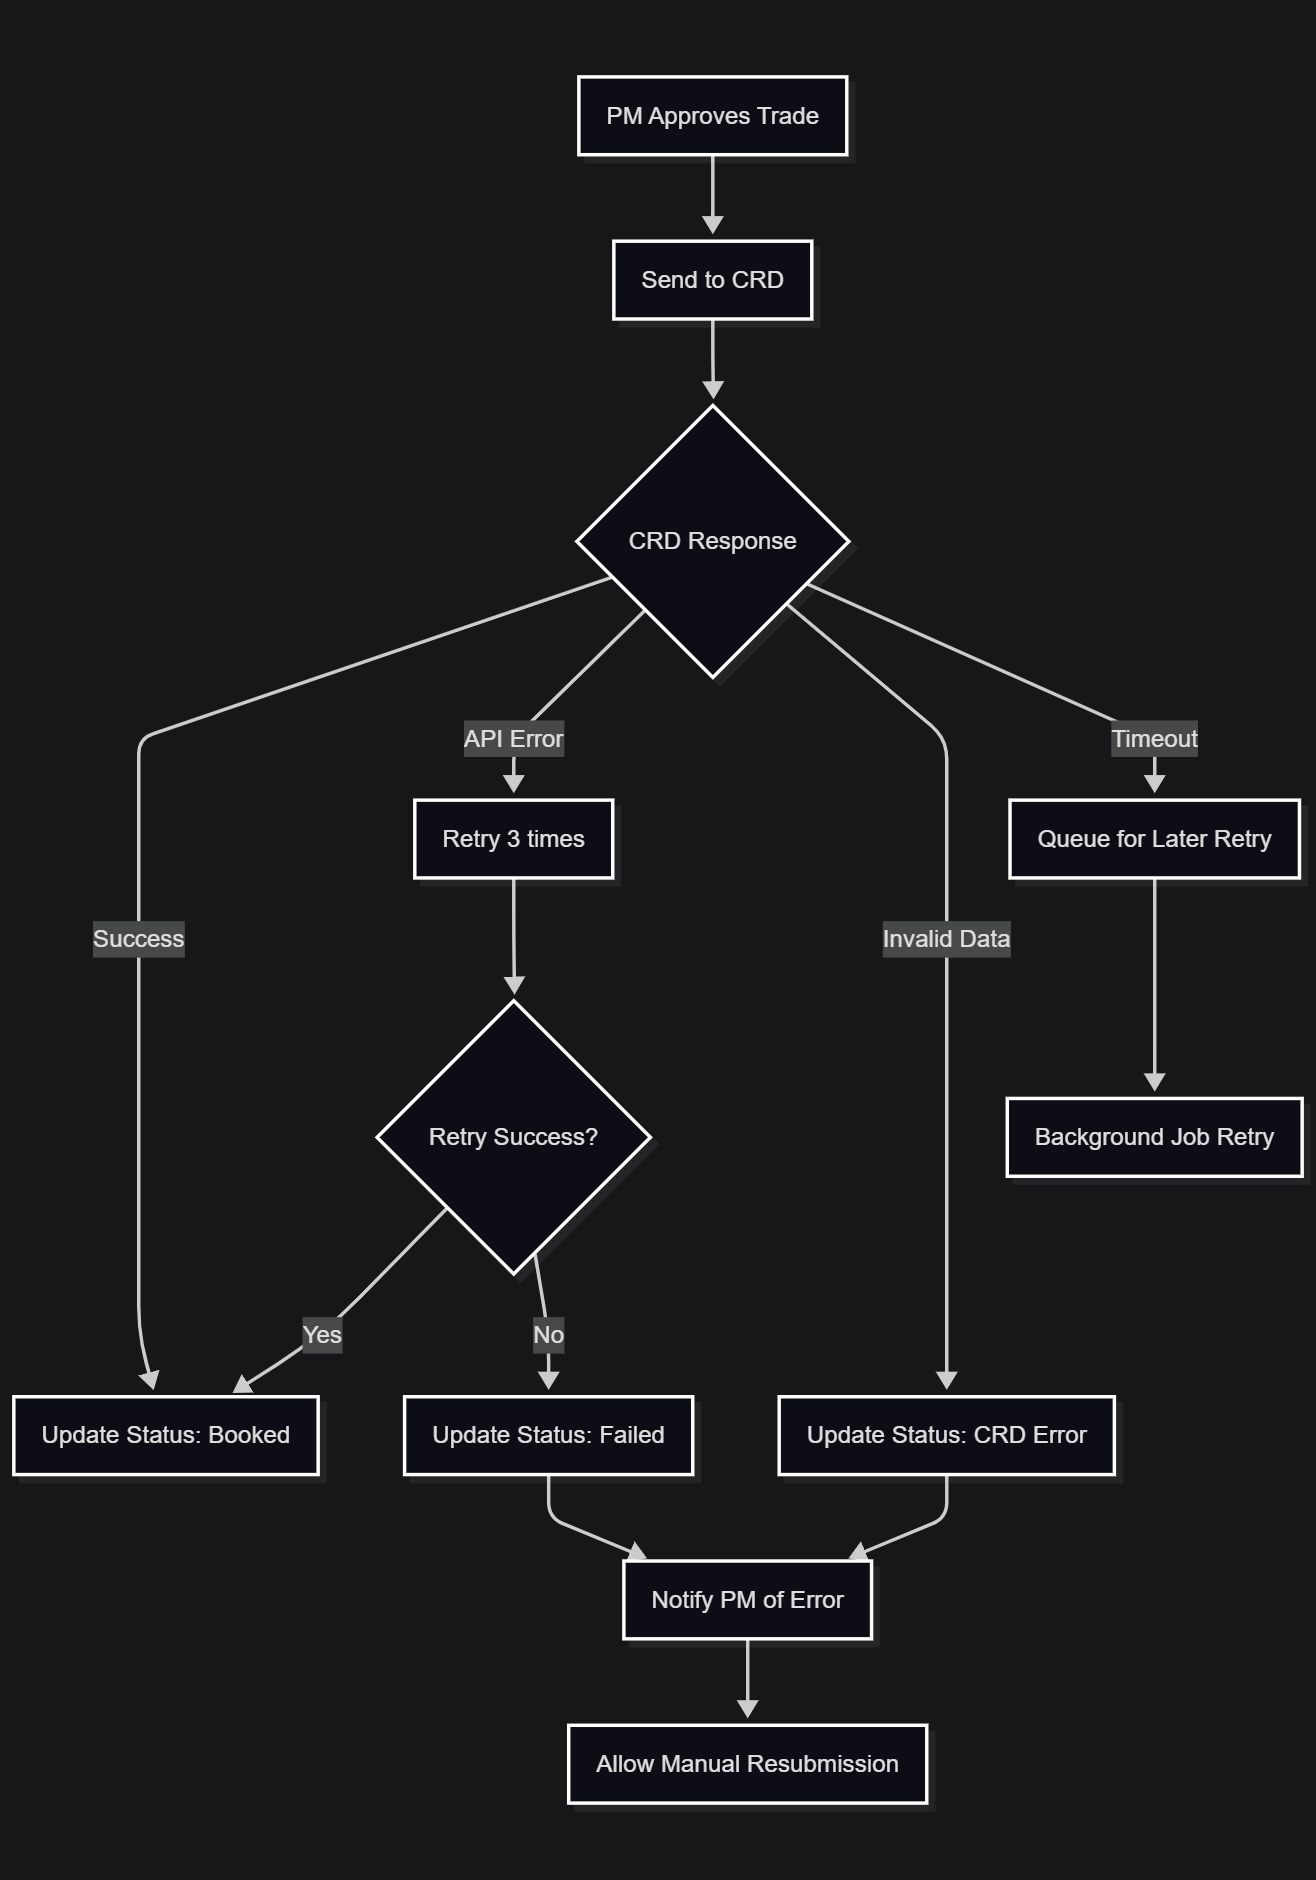 PM Approves Trade
Send to CRD
CRD Response
API Error
Timeout
Retry 3 times
Queue for Later Retry
Success
Invalid Data
Retry Success?
Background Job Retry
Yes
No
Update Status: Booked
Update Status: Failed
Update Status: CRD Error
Notify PM of Error
Allow Manual Resubmission